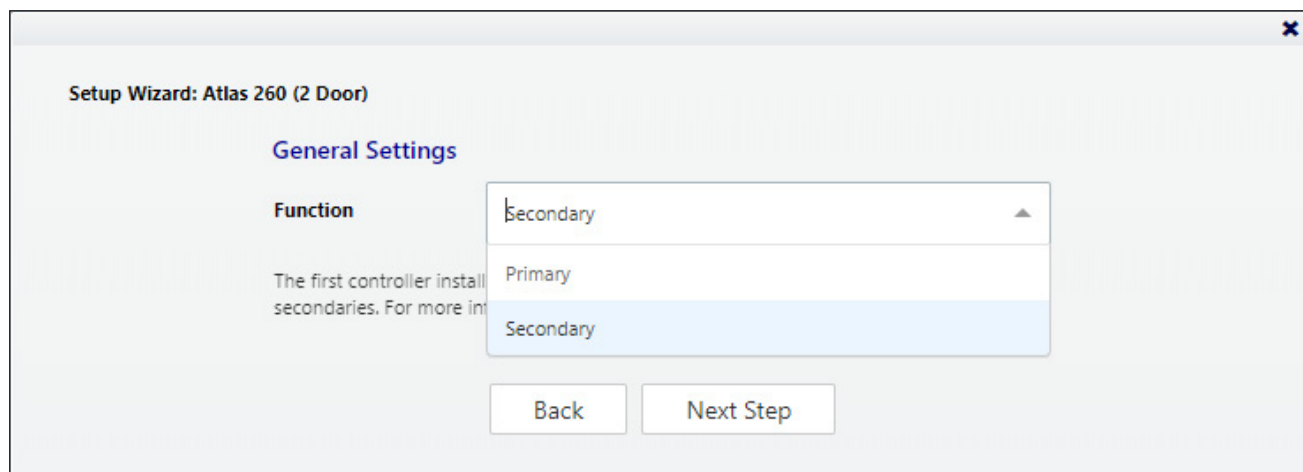 Setup Wizard: Atlas 260 (2 Door)
General Settings
Function
Secondary
Primary
Secondary
The first controller install
secondaries. For more in
Back
Next Step